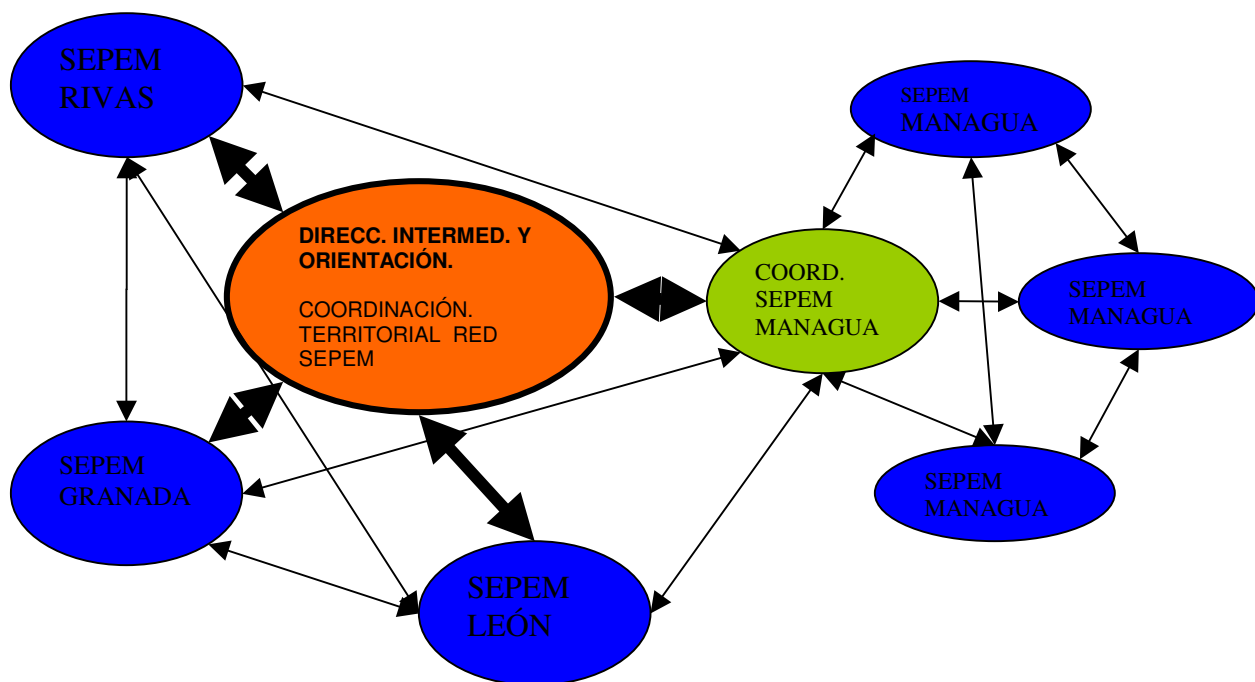 SEPEM
RIVAS
SEPEM
MANAGUA
DIRECC. INTERMED. Y
ORIENTACIÓN.
COORDINACIÓN.
TERRITORIAL RED
SEPEM
COORD.
SEPEM
MANAGUA
SEPEM
MANAGUA
SEPEM
GRANADA
SEPEM
MANAGUA
SEPEM
LEÓN